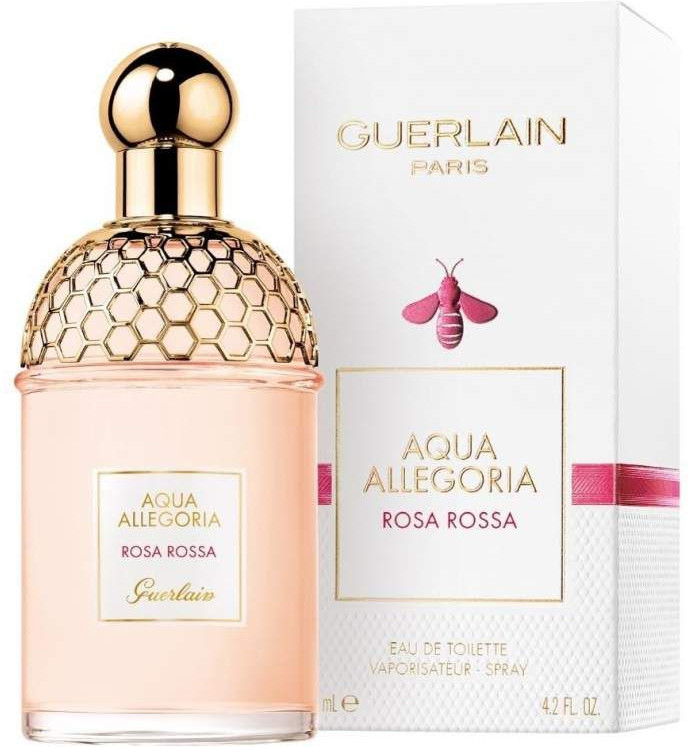 AQUA
ALLEGORIA
ROSA ROSSA
Guerlain
GUERLAIN
PARIS
AQUA
ALLEGORIA
ROSA ROSSA
EAU DE TOILETTE
VAPORISATEUR - SPRAY
mL e 4.2 FL. OZ.